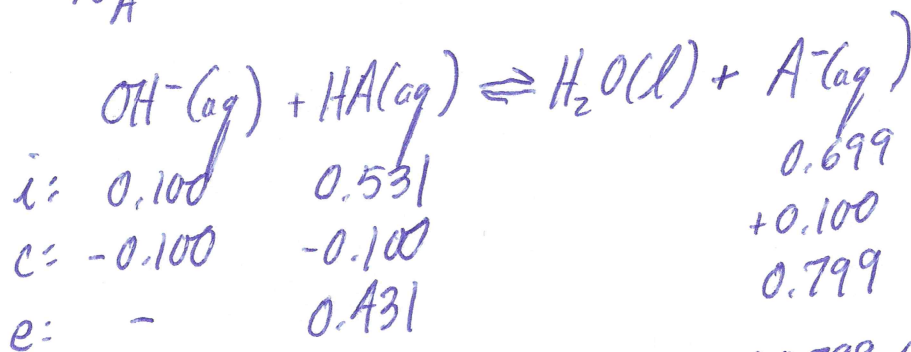 A
OH⁻(aq) + HA(aq) ⇌ H₂O(l) + A⁻(aq)
i: 0.100 0.531 0.699
c: -0.100 -0.100 +0.100
e: - 0.431 0.799